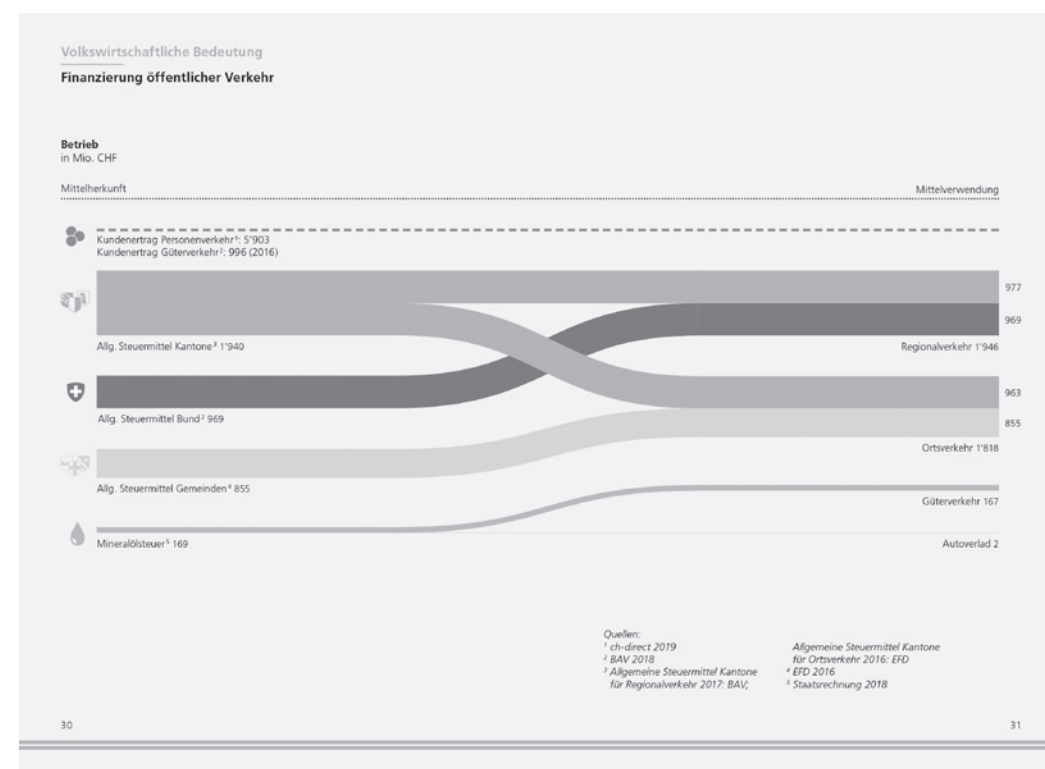 Volkswirtschaftliche Bedeutung
Finanzierung öffentlicher Verkehr
Betrieb
in Mio. CHF
Mittelherkunft
Mittelverwendung
Kundenertrag Personenverkehr¹: 5'903
Kundenertrag Güterverkehr²: 996 (2016)
977
969
Allg. Steuermittel Kantone³ 1'940
Regionalverkehr 1'946
963
Allg. Steuermittel Bund² 969
855
Ortsverkehr 1'818
Allg. Steuermittel Gemeinden⁴ 855
Güterverkehr 167
Mineralölsteuer⁵ 169
Autoverlad 2
Quellen:
¹ ch-direct 2019
² BAV 2018
³ Allgemeine Steuermittel Kantone
für Regionalverkehr 2017: BAV;
Allgemeine Steuermittel Kantone
für Ortsverkehr 2016: EFD
⁴ EFD 2016
⁵ Staatsrechnung 2018
30
31